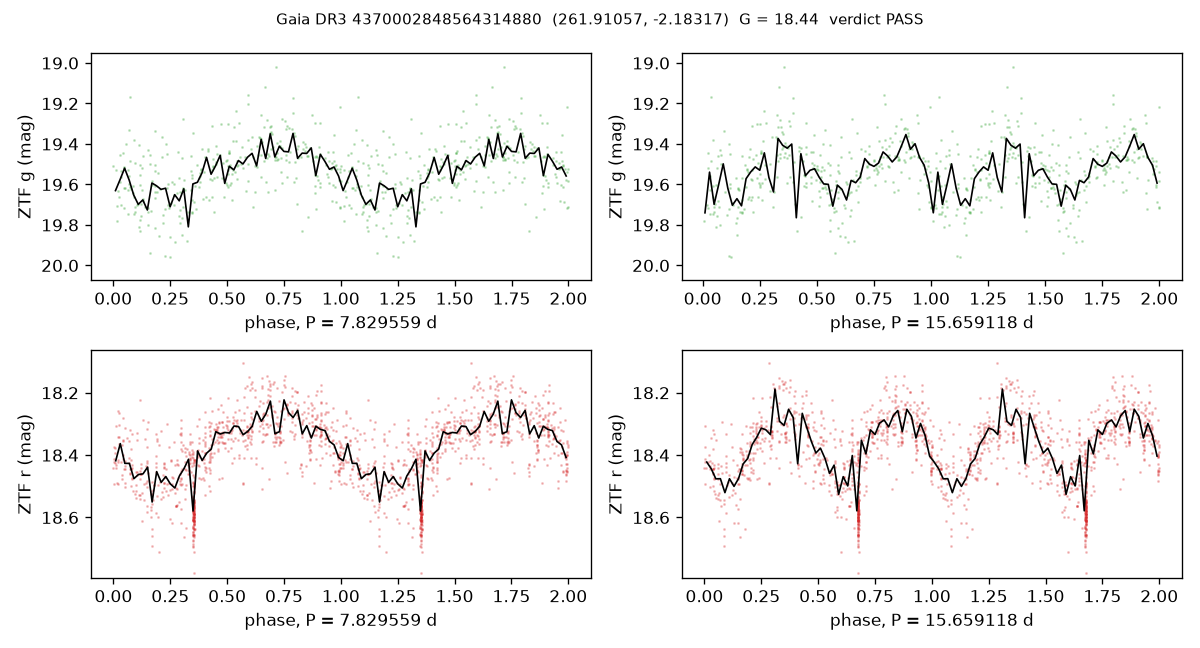 Gaia DR3 4370002848564314880 (261.91057, -2.18317) G = 18.44 verdict PASS
ZTF g (mag)
19.0
19.2
19.4
19.6
19.8
20.0
0.00 0.25 0.50 0.75 1.00 1.25 1.50 1.75 2.00
phase, P = 7.829559 d
ZTF g (mag)
19.0
19.2
19.4
19.6
19.8
20.0
0.00 0.25 0.50 0.75 1.00 1.25 1.50 1.75 2.00
phase, P = 15.659118 d
ZTF r (mag)
18.2
18.4
18.6
0.00 0.25 0.50 0.75 1.00 1.25 1.50 1.75 2.00
phase, P = 7.829559 d
ZTF r (mag)
18.2
18.4
18.6
0.00 0.25 0.50 0.75 1.00 1.25 1.50 1.75 2.00
phase, P = 15.659118 d